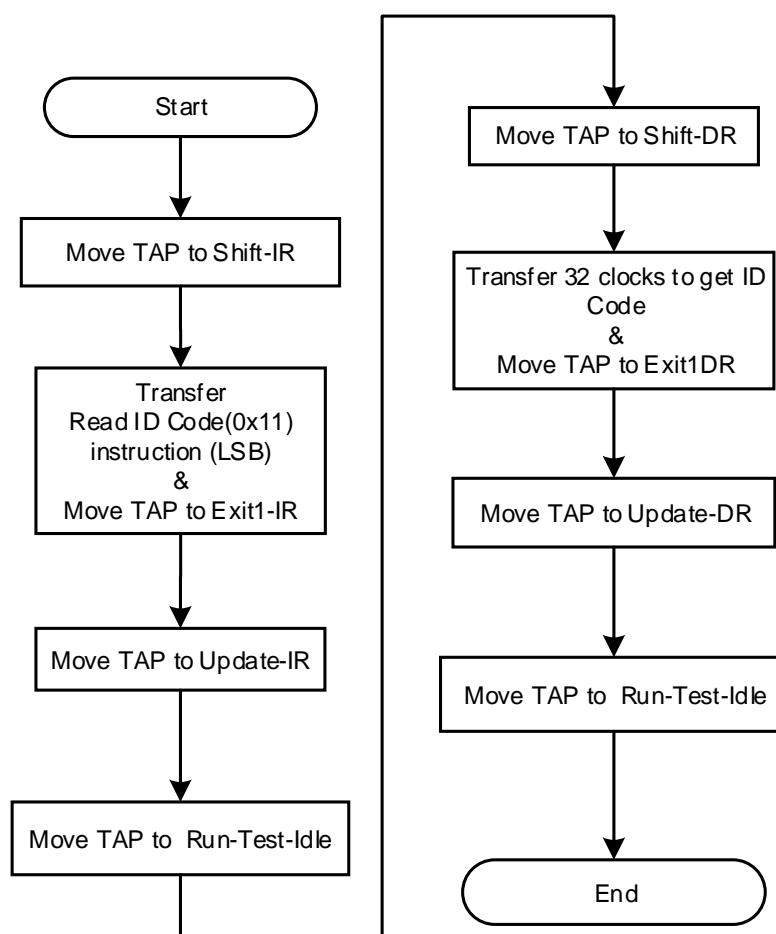 Start
Move TAP to Shift-IR
Transfer
Read ID Code(0x11)
instruction (LSB)
&
Move TAP to Exit1-IR
Move TAP to Update-IR
Move TAP to Run-Test-Idle
Move TAP to Shift-DR
Transfer 32 clocks to get ID
Code
&
Move TAP to Exit1DR
Move TAP to Update-DR
Move TAP to Run-Test-Idle
End